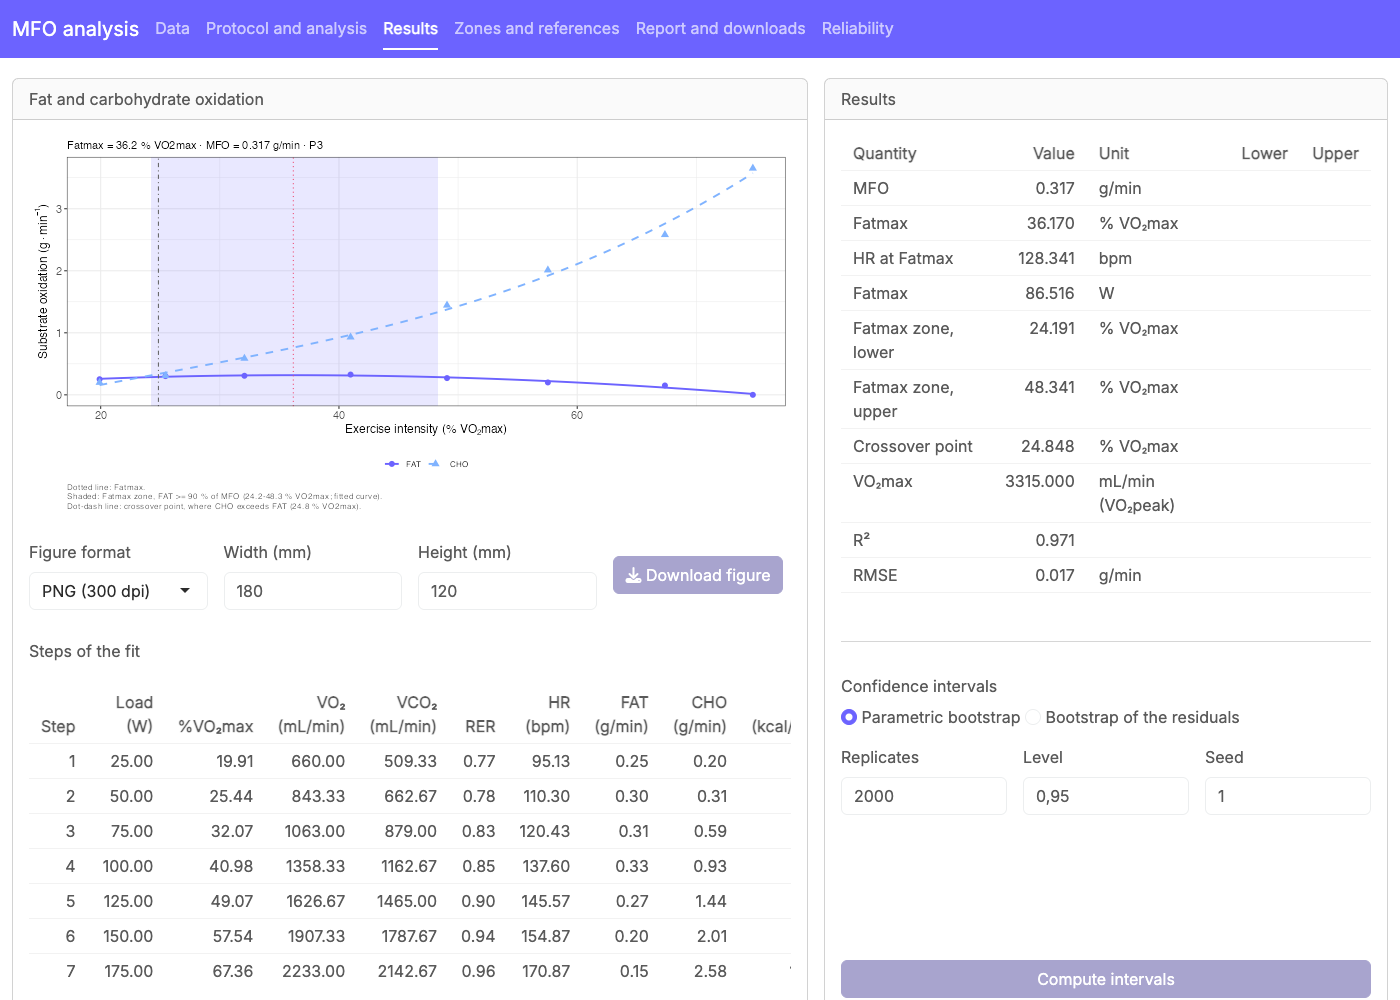 MFO analysis Data Protocol and analysis Results Zones and references Report and downloads Reliability
Fat and carbohydrate oxidation
Fatmax = 36.2 % VO2max · MFO = 0.317 g/min · P3
Substrate oxidation (g · min⁻¹)
3
2
1
0
20 40 60
Exercise intensity (% VO₂max)
FAT CHO
Dotted line: Fatmax.
Shaded: Fatmax zone, FAT >= 90 % of MFO (24.2-48.3 % VO2max; fitted curve).
Dot-dash line: crossover point, where CHO exceeds FAT (24.8 % VO2max).
Figure format Width (mm) Height (mm)
PNG (300 dpi) 180 120 Download figure
Steps of the fit
Load VO₂ VCO₂ HR FAT CHO
Step (W) %VO₂max (mL/min) (mL/min) RER (bpm) (g/min) (g/min) (kcal/
1 25.00 19.91 660.00 509.33 0.77 95.13 0.25 0.20
2 50.00 25.44 843.33 662.67 0.78 110.30 0.30 0.31
3 75.00 32.07 1063.00 879.00 0.83 120.43 0.31 0.59
4 100.00 40.98 1358.33 1162.67 0.85 137.60 0.33 0.93
5 125.00 49.07 1626.67 1465.00 0.90 145.57 0.27 1.44
6 150.00 57.54 1907.33 1787.67 0.94 154.87 0.20 2.01
7 175.00 67.36 2233.00 2142.67 0.96 170.87 0.15 2.58
Results
Quantity Value Unit Lower Upper
MFO 0.317 g/min
Fatmax 36.170 % VO₂max
HR at Fatmax 128.341 bpm
Fatmax 86.516 W
Fatmax zone, 24.191 % VO₂max
lower
Fatmax zone, 48.341 % VO₂max
upper
Crossover point 24.848 % VO₂max
VO₂max 3315.000 mL/min
(VO₂peak)
R² 0.971
RMSE 0.017 g/min
Confidence intervals
Parametric bootstrap Bootstrap of the residuals
Replicates Level Seed
2000 0,95 1
Compute intervals